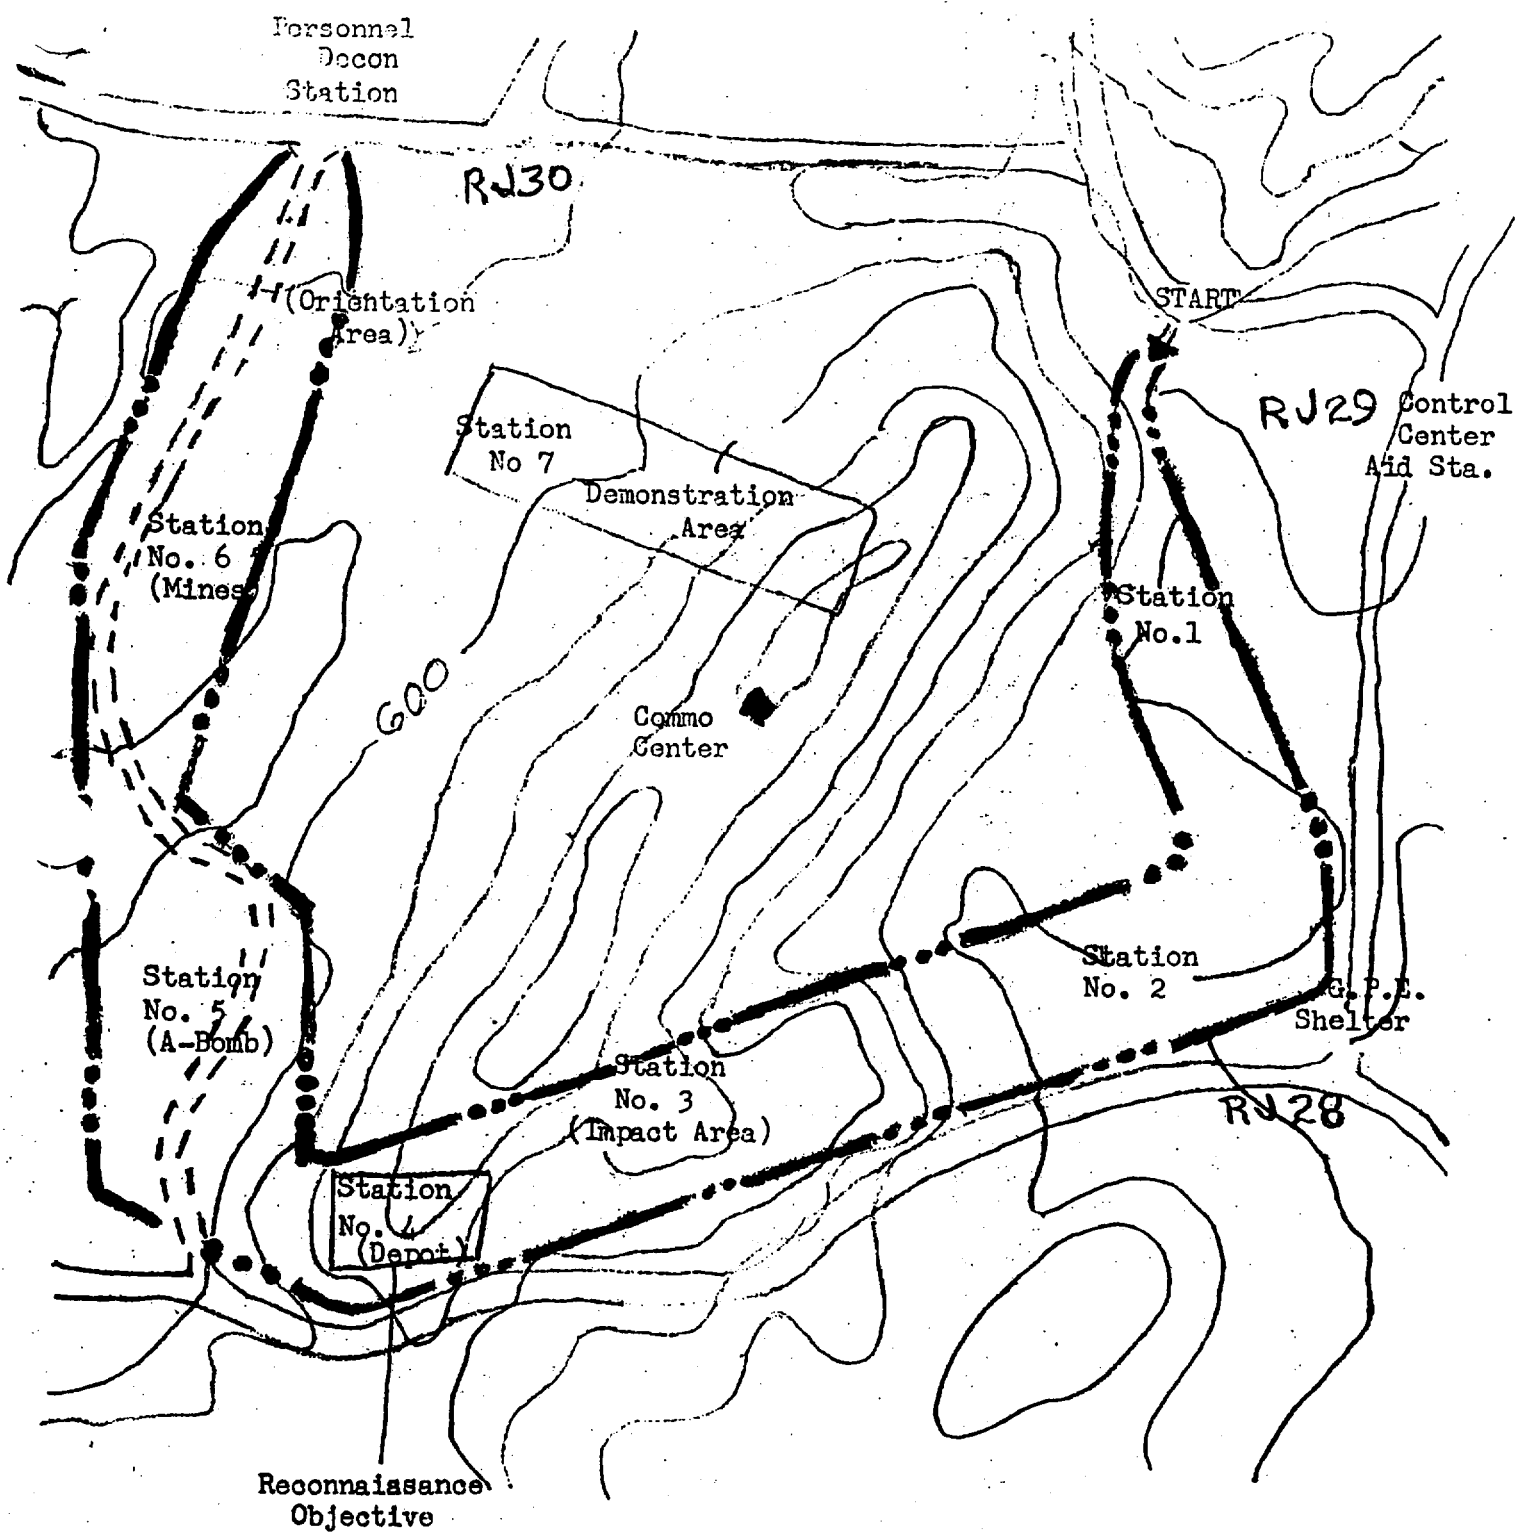 Personnel
Decon
Station
RJ30
(Orientation
Area)
START
RJ29
Control
Center
Aid Sta.
Station
No 7
Demonstration
Area
Station
No. 6
(Mines)
Station
No.1
600
Commo
Center
Station
No. 2
Station
No. 5
(A-Bomb)
G.P.E.
Shelter
Station
No. 3
(Impact Area)
RJ28
Station
No. 4
(Depot)
Reconnaissance
Objective